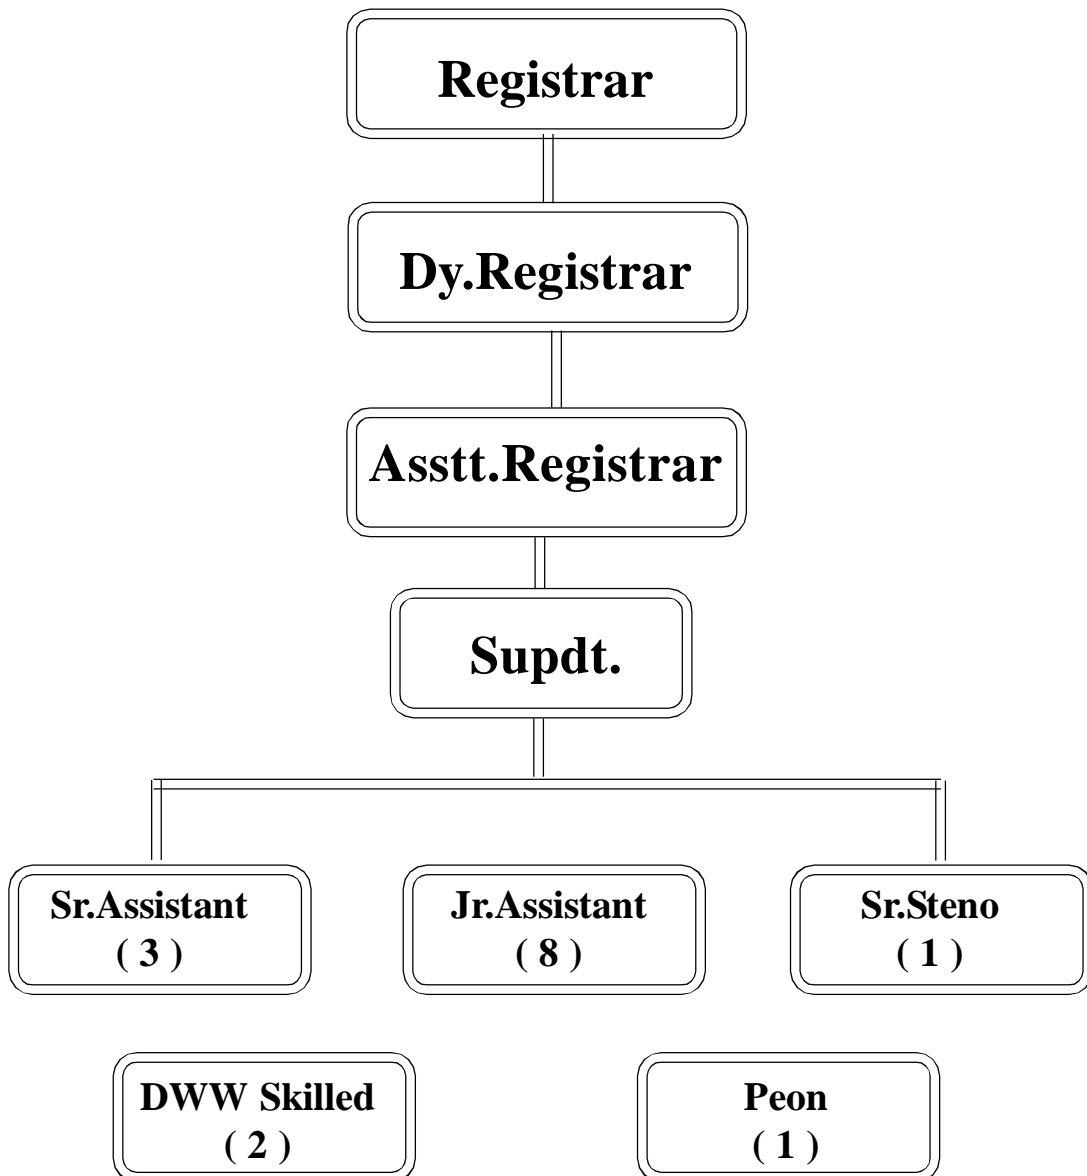 Registrar
Dy.Registrar
Asstt.Registrar
Supdt.
Sr.Assistant
( 3 )
Jr.Assistant
( 8 )
Sr.Steno
( 1 )
DWW Skilled
( 2 )
Peon
( 1 )